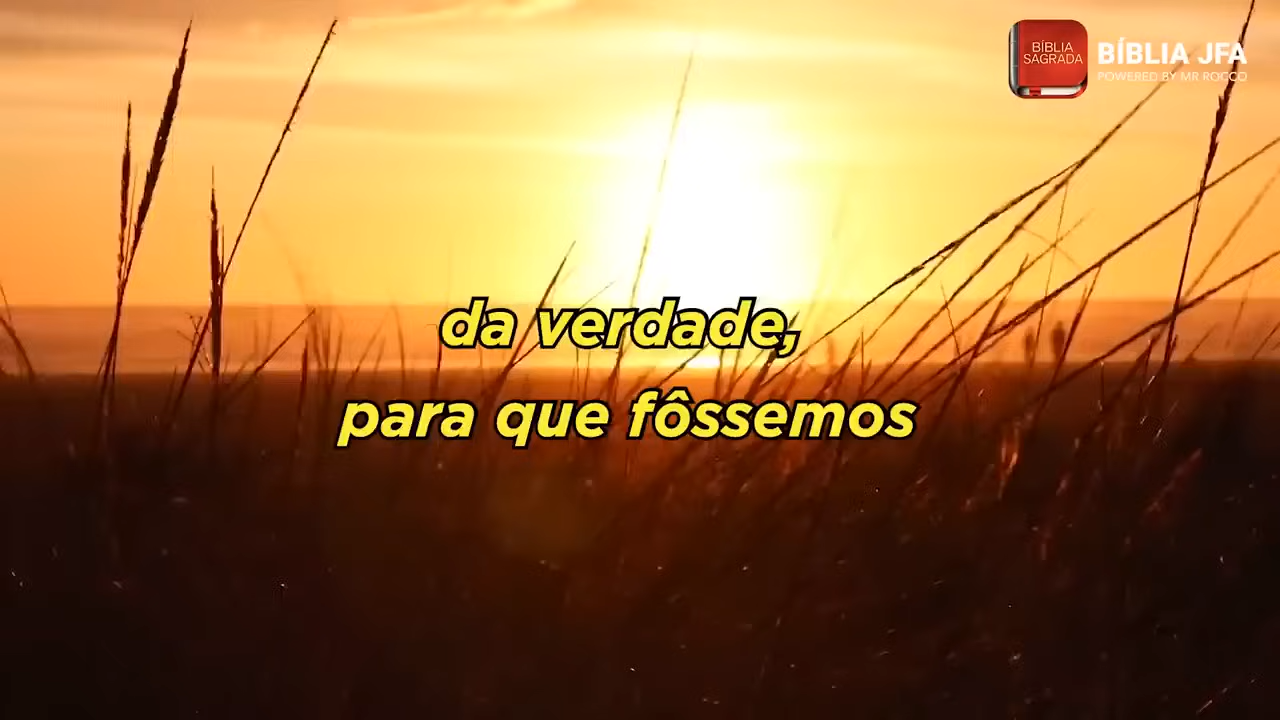 BÍBLIA
SAGRADA
BÍBLIA JFA
POWERED BY MR ROCCO
da verdade,
para que fôssemos